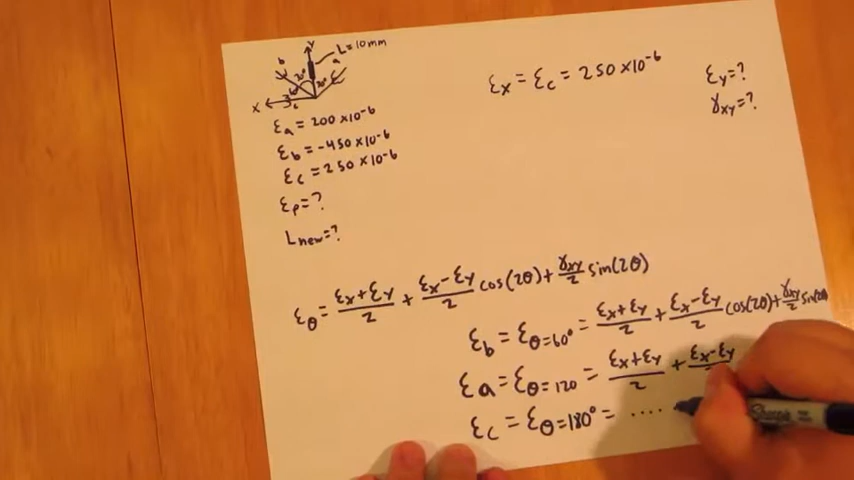 y
L=10mm
b
a
30° 30°
x
c
εa = 200×10⁻⁶
εb = -450×10⁻⁶
εc = 250×10⁻⁶
εp = ?
Lnew = ?
εx = εc = 250×10⁻⁶
εy = ?
γxy = ?
εθ = (εx+εy)/2 + (εx-εy)/2 cos(2θ) + γxy/2 sin(2θ)
εb = εθ=60° = (εx+εy)/2 + (εx-εy)/2 cos(2θ) + γxy/2 sin(2θ)
εa = εθ=120 = (εx+εy)/2 + (εx-εy)
εc = εθ=180° = ....
Sharpie